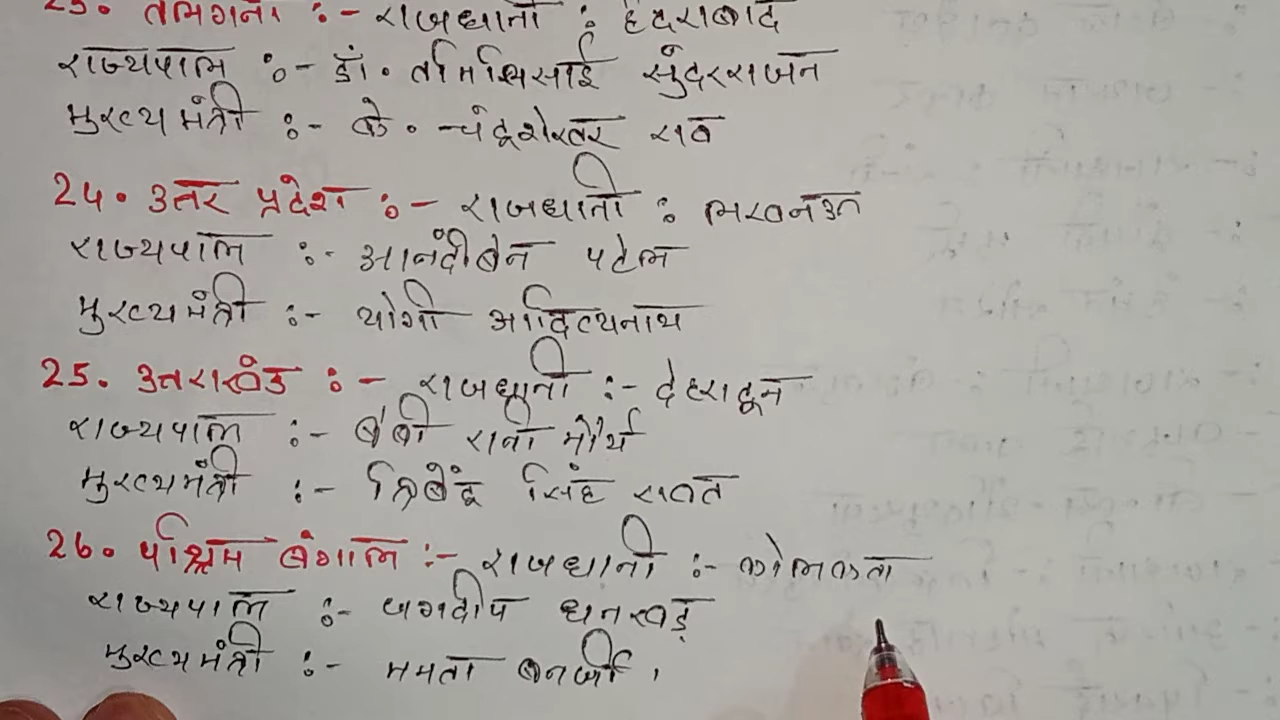 23. तेलंगाना :- राजधानी : हैदराबाद
राज्यपाल :- डॉ. तमिलिसाई सुंदरराजन
मुख्यमंत्री :- के. चंद्रशेखर राव
24. उत्तर प्रदेश :- राजधानी : लखनऊ
राज्यपाल :- आनंदीबेन पटेल
मुख्यमंत्री :- योगी आदित्यनाथ
25. उत्तराखंड :- राजधानी :- देहरादून
राज्यपाल :- बेबी रानी मौर्य
मुख्यमंत्री :- त्रिवेंद्र सिंह रावत
26. पश्चिम बंगाल :- राजधानी :- कोलकता
राज्यपाल :- जगदीप धनखड़
मुख्यमंत्री :- ममता बनर्जी ।